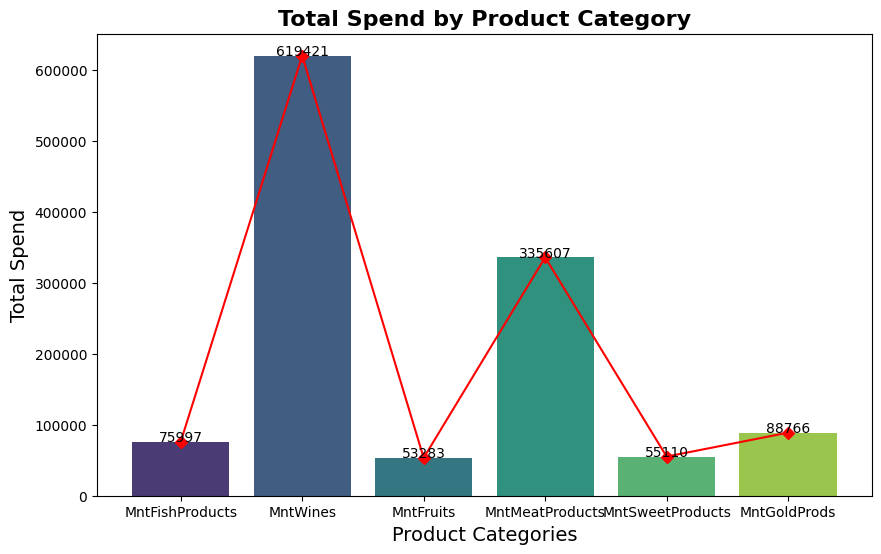 Total Spend by Product Category
Total Spend
600000
500000
400000
300000
200000
100000
0
75997
619421
53283
335607
55110
88766
MntFishProducts
MntWines
MntFruits
MntMeatProducts
MntSweetProducts
MntGoldProds
Product Categories